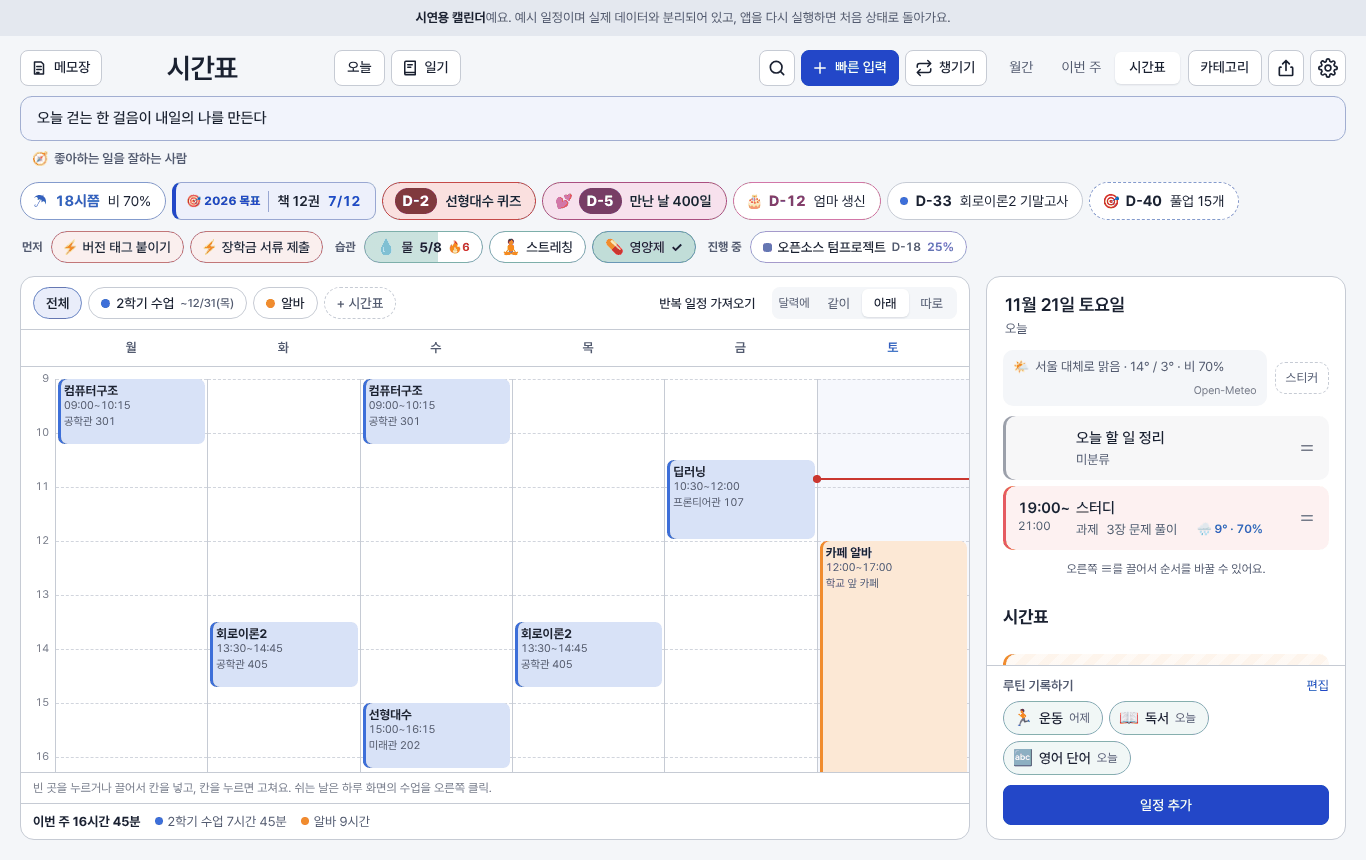 시연용 캘린더예요. 예시 일정이며 실제 데이터와 분리되어 있고, 앱을 다시 실행하면 처음 상태로 돌아가요.
메모장 시간표 오늘 일기 빠른 입력 챙기기 월간 이번 주 시간표 카테고리
오늘 걷는 한 걸음이 내일의 나를 만든다
🧭 좋아하는 일을 잘하는 사람
☂ 18시쯤 비 70% 🎯 2026 목표 책 12권 7/12 D-2 선형대수 퀴즈 💕 D-5 만난 날 400일 🎂 D-12 엄마 생신 D-33 회로이론2 기말고사 🎯 D-40 풀업 15개
먼저 ⚡ 버전 태그 붙이기 ⚡ 장학금 서류 제출 습관 💧 물 5/8 🔥6 🧘 스트레칭 💊 영양제 ✓ 진행 중 오픈소스 텀프로젝트 D-18 25%
전체 2학기 수업 ~12/31(목) 알바 + 시간표 반복 일정 가져오기 달력에 같이 아래 따로
월 화 수 목 금 토
9
10
11
12
13
14
15
16
컴퓨터구조
09:00~10:15
공학관 301
회로이론2
13:30~14:45
공학관 405
컴퓨터구조
09:00~10:15
공학관 301
선형대수
15:00~16:15
미래관 202
회로이론2
13:30~14:45
공학관 405
딥러닝
10:30~12:00
프론티어관 107
카페 알바
12:00~17:00
학교 앞 카페
빈 곳을 누르거나 끌어서 칸을 넣고, 칸을 누르면 고쳐요. 쉬는 날은 하루 화면의 수업을 오른쪽 클릭.
이번 주 16시간 45분 2학기 수업 7시간 45분 알바 9시간
11월 21일 토요일
오늘
🌤️ 서울 대체로 맑음 · 14° / 3° · 비 70%
Open-Meteo
스티커
오늘 할 일 정리
미분류
19:00~ 스터디
21:00 과제 3장 문제 풀이 🌧️ 9° · 70%
오른쪽 ≡를 끌어서 순서를 바꿀 수 있어요.
시간표
루틴 기록하기 편집
🏃 운동 어제 📖 독서 오늘
🔤 영어 단어 오늘
일정 추가